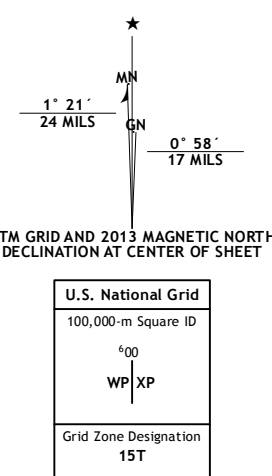 ★
MN
1° 21´
24 MILS
GN
0° 58´
17 MILS
TM GRID AND 2013 MAGNETIC NORTH
DECLINATION AT CENTER OF SHEET
U.S. National Grid
100,000-m Square ID
⁶00
WP XP
Grid Zone Designation
15T